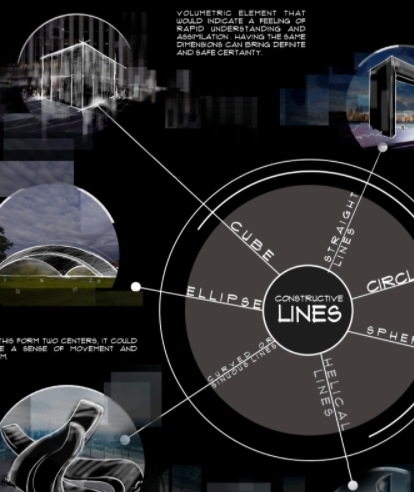 VOLUMETRIC ELEMENT THAT
WOULD INDICATE A FEELING OF
RAPID UNDERSTANDING AND
ASSIMILATION. HAVING THE SAME
DIMENSIONS CAN BRING DEFINITE
AND SAFE CERTAINTY.
STRAIGHT
LINES
CUBE
CIRCL
ELLIPSE
CONSTRUCTIVE
LINES
SPHER
CURVED OR
SINUOUS LINES
HELICAL
LINES
THIS FORM TWO CENTERS, IT COULD
E A SENSE OF MOVEMENT AND
M.